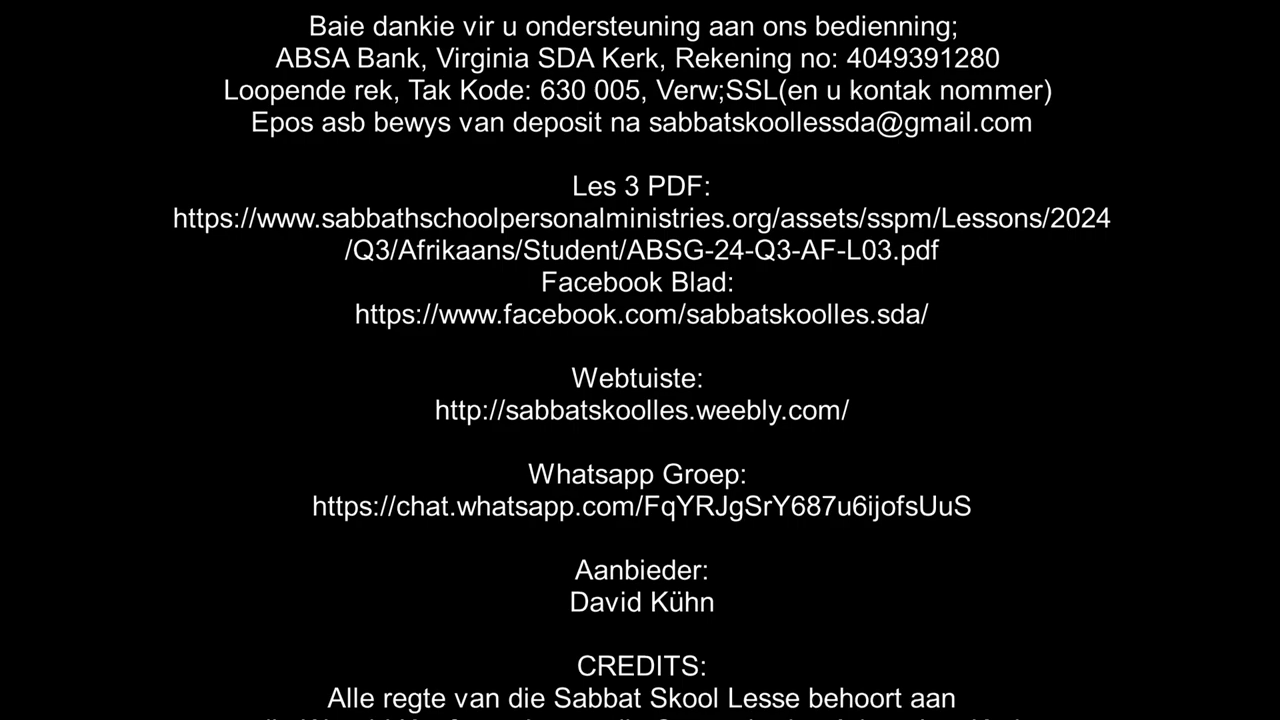 Baie dankie vir u ondersteuning aan ons bedienning;
ABSA Bank, Virginia SDA Kerk, Rekening no: 4049391280
Loopende rek, Tak Kode: 630 005, Verw;SSL(en u kontak nommer)
Epos asb bewys van deposit na sabbatskoollessda@gmail.com
Les 3 PDF:
https://www.sabbathschoolpersonalministries.org/assets/sspm/Lessons/2024
/Q3/Afrikaans/Student/ABSG-24-Q3-AF-L03.pdf
Facebook Blad:
https://www.facebook.com/sabbatskoolles.sda/
Webtuiste:
http://sabbatskoolles.weebly.com/
Whatsapp Groep:
https://chat.whatsapp.com/FqYRJgSrY687u6ijofsUuS
Aanbieder:
David Kühn
CREDITS:
Alle regte van die Sabbat Skool Lesse behoort aan